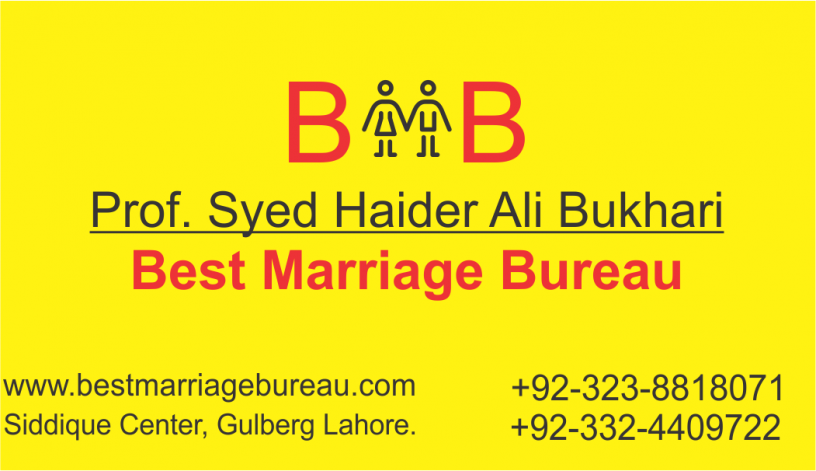 B B
Prof. Syed Haider Ali Bukhari
Best Marriage Bureau
www.bestmarriagebureau.com
+92-323-8818071
Siddique Center, Gulberg Lahore.
+92-332-4409722